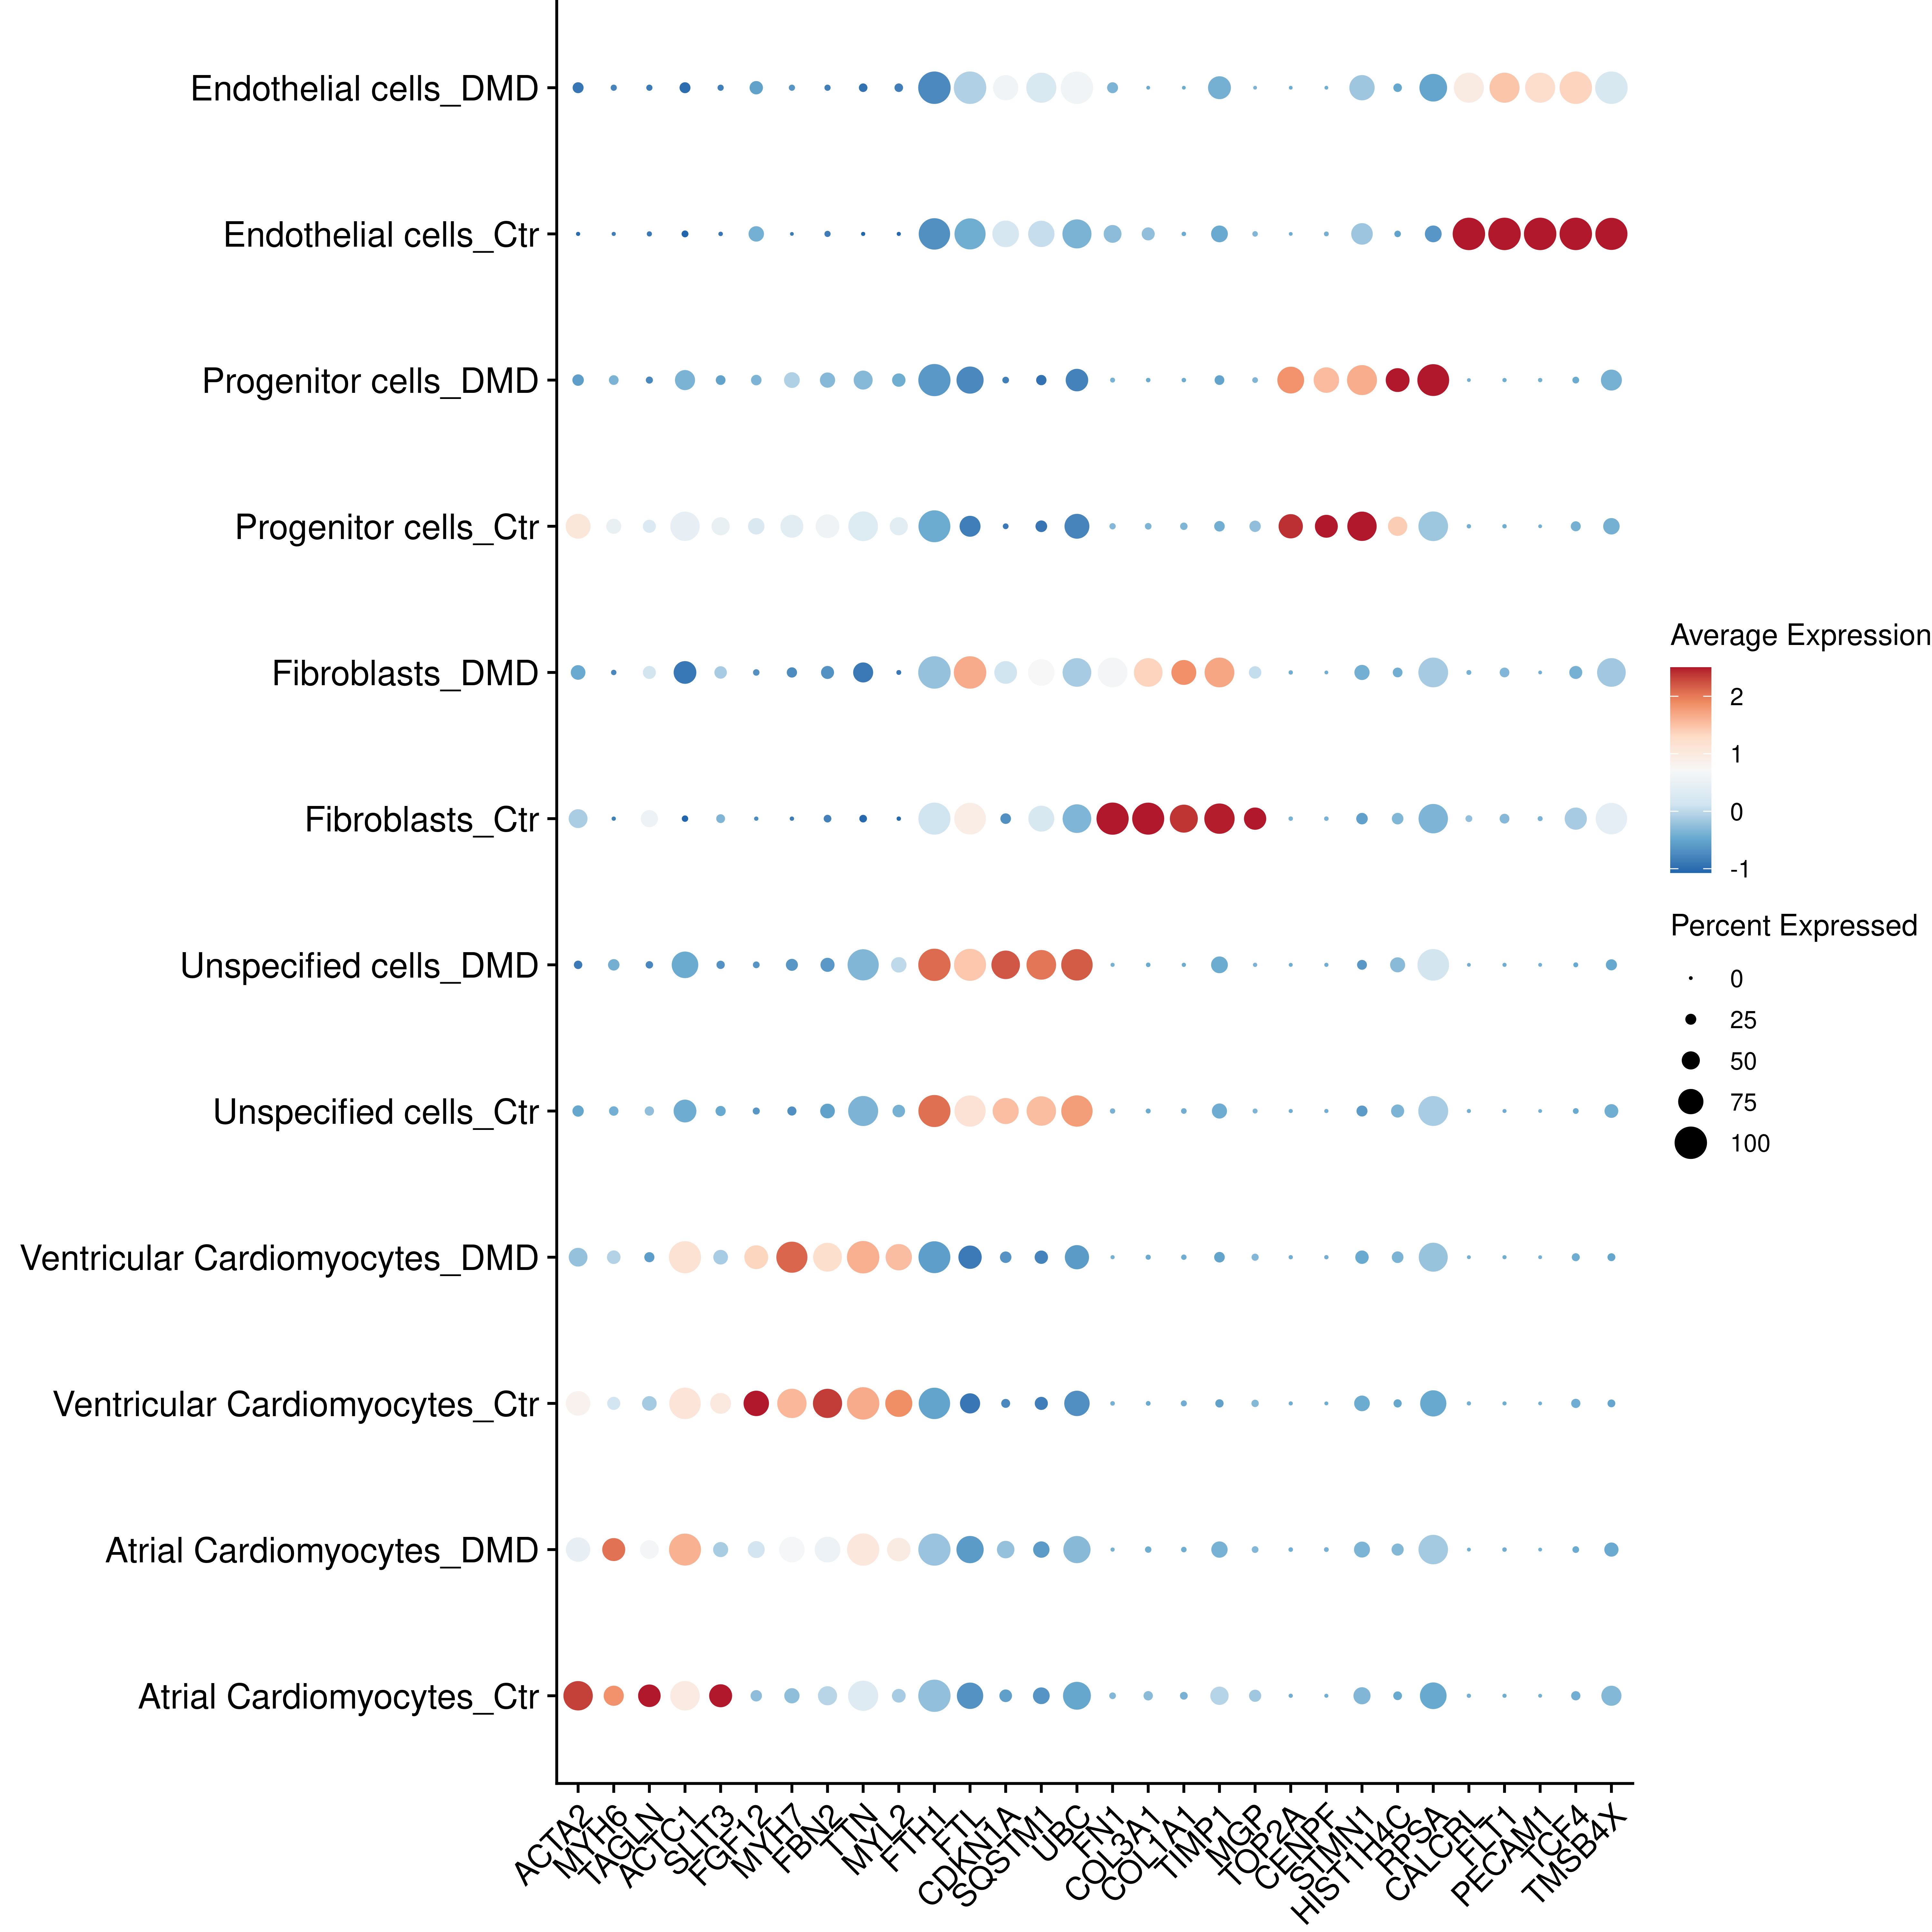 Endothelial cells_DMD
Endothelial cells_Ctr
Progenitor cells_DMD
Progenitor cells_Ctr
Fibroblasts_DMD
Fibroblasts_Ctr
Unspecified cells_DMD
Unspecified cells_Ctr
Ventricular Cardiomyocytes_DMD
Ventricular Cardiomyocytes_Ctr
Atrial Cardiomyocytes_DMD
Atrial Cardiomyocytes_Ctr
ACTA2
MYH6
TAGLN
ACTC1
SLIT3
FGF12
MYH7
FBN2
TTN
MYL2
FTH1
FTL
CDKN1A
SQSTM1
UBC
FN1
COL3A1
COL1A1
TIMP1
MGP
TOP2A
CENPF
STMN1
HIST1H4C
RPSA
CALCRL
FLT1
PECAM1
TCF4
TMSB4X
Average Expression
2
1
0
-1
Percent Expressed
0
25
50
75
100